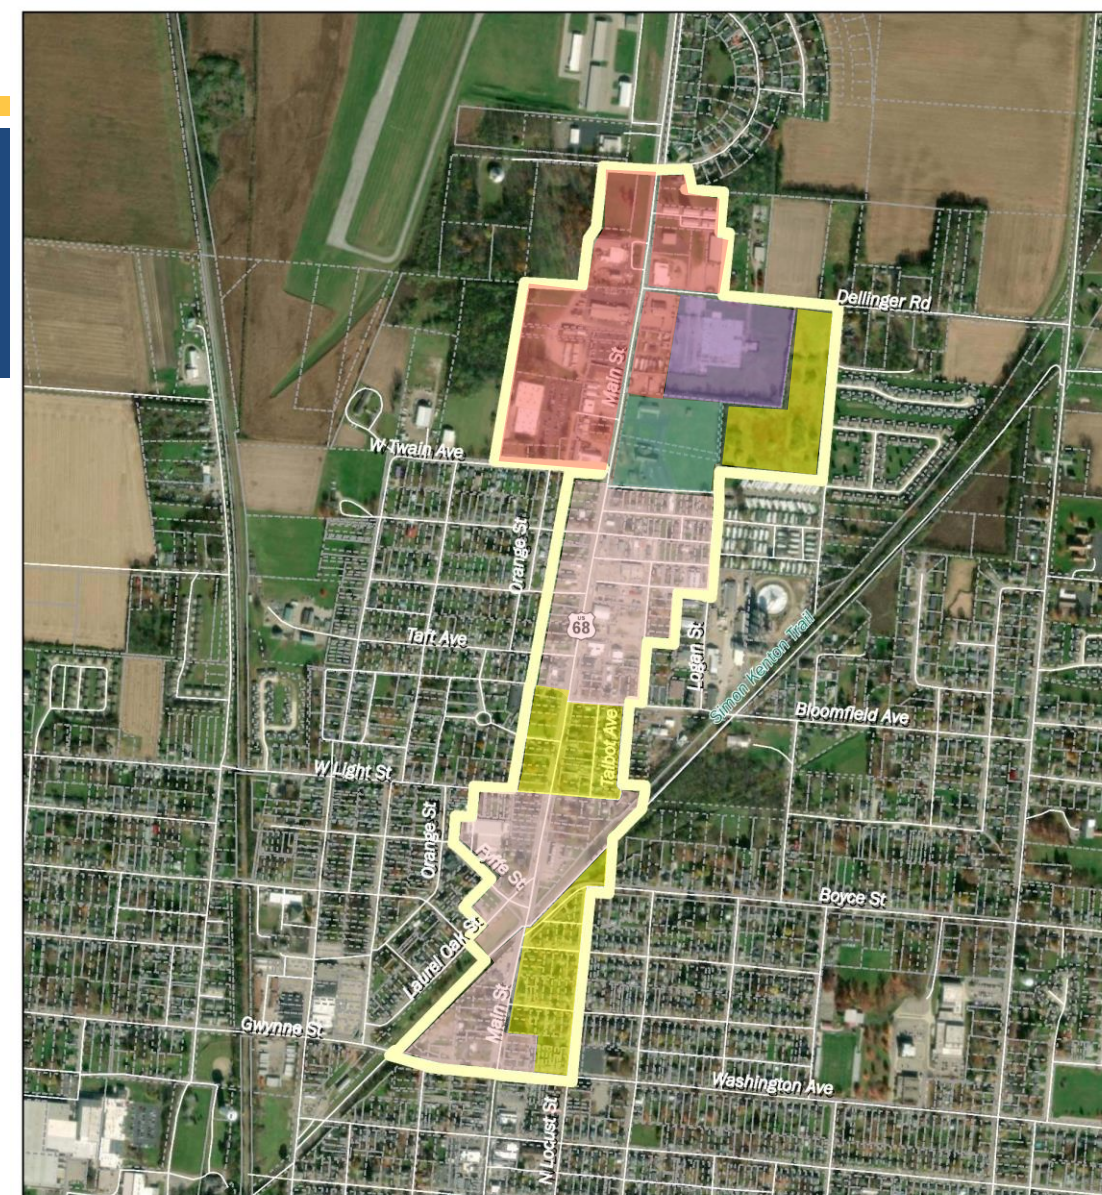 Dellinger Rd
Main St
W Twain Ave
Orange St
US
68
Taft Ave
Logan St
Simon Kenton Trail
Bloomfield Ave
Talbot Ave
W Light St
Orange St
Fyffe St
Boyce St
Laurel Oak St
Main St
Gwynne St
Washington Ave
N Locust St